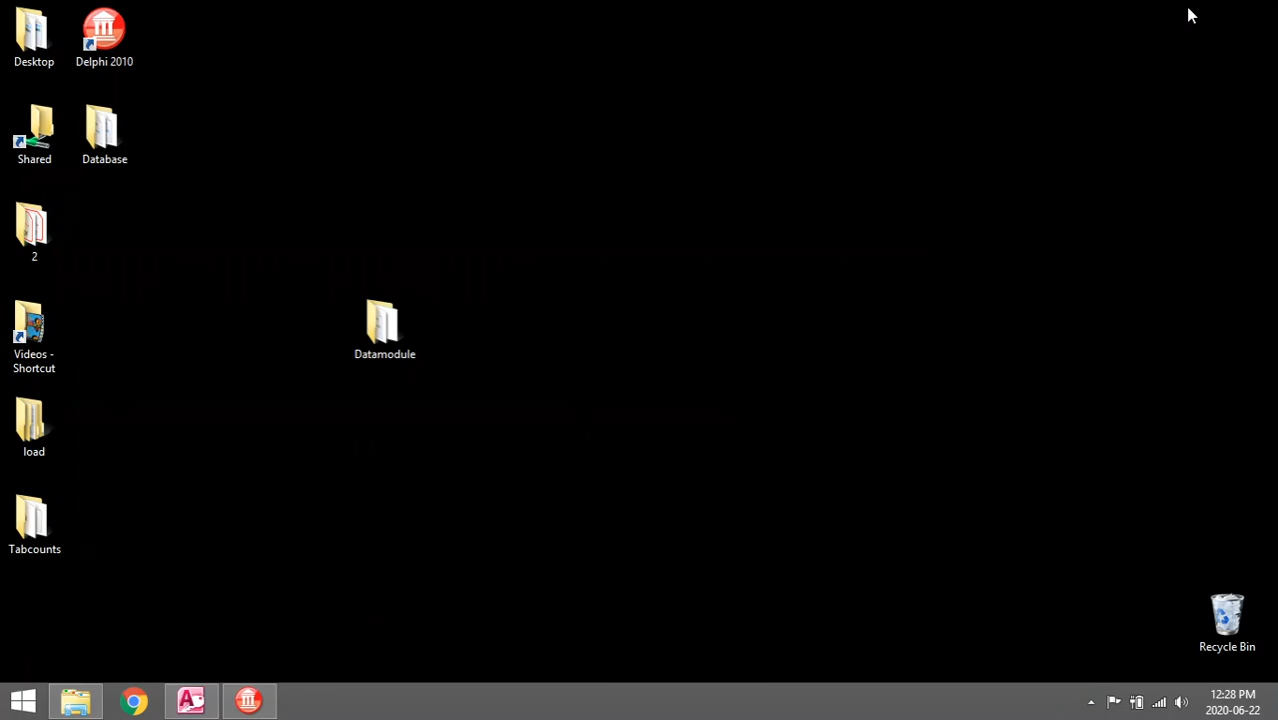 Desktop
Delphi 2010
Shared
Database
2
Videos -
Shortcut
Datamodule
load
Tabcounts
Recycle Bin
12:28 PM
2020-06-22